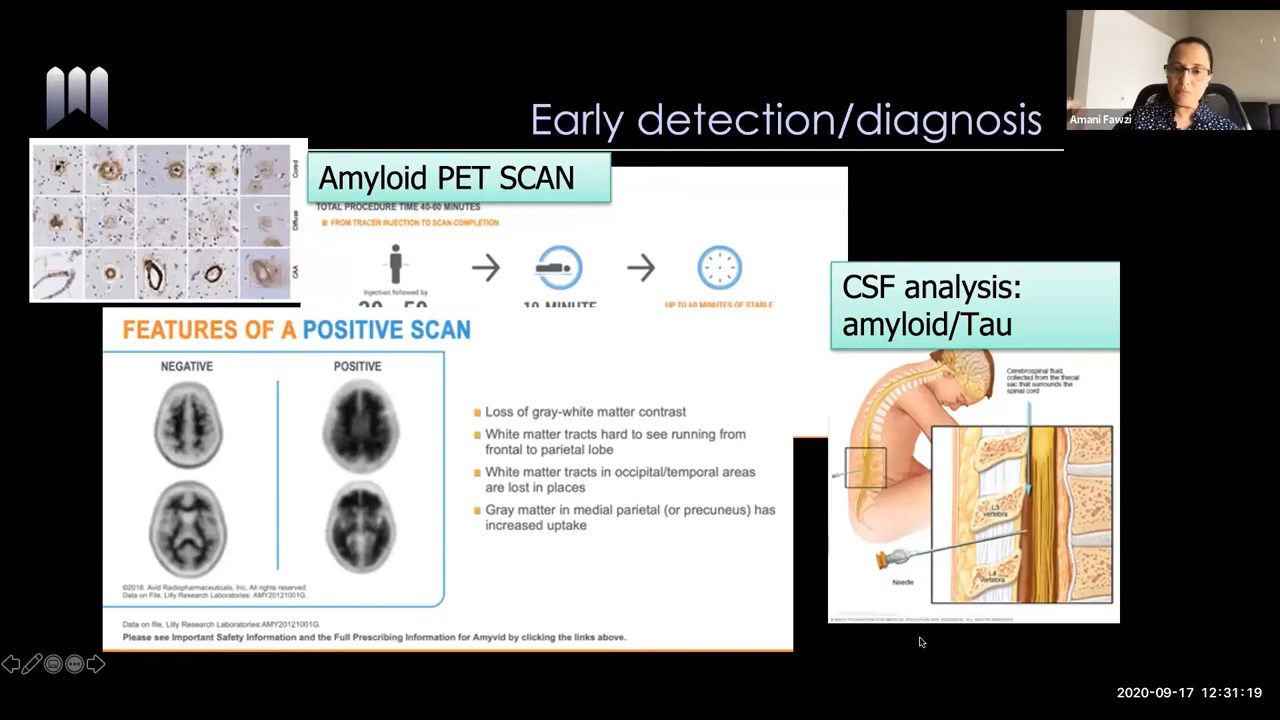 Early detection/diagnosis
Amani Fawzi
Cored
Diffuse
CAA
Amyloid PET SCAN
TOTAL PROCEDURE TIME 40-60 MINUTES
FROM TRACER INJECTION TO SCAN COMPLETION
Injection followed by
30-50
10-MINUTE
UP TO 60 MINUTES OF STABLE
FEATURES OF A POSITIVE SCAN
NEGATIVE
POSITIVE
Loss of gray-white matter contrast
White matter tracts hard to see running from
frontal to parietal lobe
White matter tracts in occipital/temporal areas
are lost in places
Gray matter in medial parietal (or precuneus) has
increased uptake
©2016. Avid Radiopharmaceuticals, Inc. All rights reserved.
Data on File, Lilly Research Laboratories: AMY20121001G.
Data on file, Lilly Research Laboratories:AMY20121001G.
Please see Important Safety Information and the Full Prescribing Information for Amyvid by clicking the links above.
CSF analysis:
amyloid/Tau
Cerebrospinal fluid,
collected from the thecal
sac that surrounds the
spinal cord
L3
vertebra
L4
vertebra
Needle
2020-09-17 12:31:19